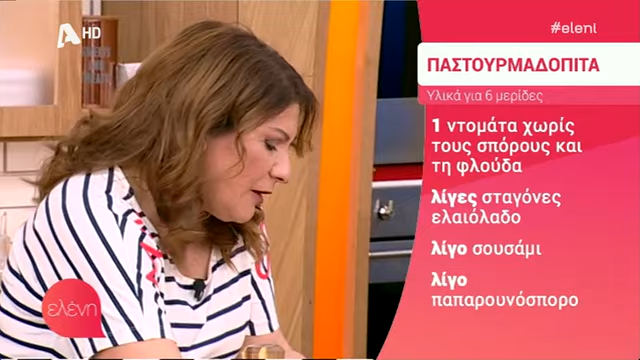 A HD
#eleni
ΠΑΣΤΟΥΡΜΑΔΟΠΙΤΑ
Υλικά για 6 μερίδες
1 ντομάτα χωρίς
τους σπόρους και
τη φλούδα
λίγες σταγόνες
ελαιόλαδο
λίγο σουσάμι
λίγο
παπαρουνόσπορο
ελένη